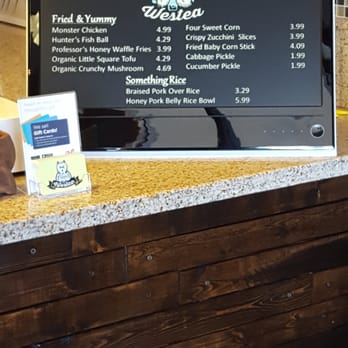 Westea
Fried & Yummy
Monster Chicken 4.99
Hunter's Fish Ball 4.29
Professor's Honey Waffle Fries 3.99
Organic Little Square Tofu 4.29
Organic Crunchy Mushroom 4.69
Four Sweet Corn 3.99
Crispy Zucchini Slices 3.99
Fried Baby Corn Stick 4.09
Cabbage Pickle 1.99
Cucumber Pickle 1.99
Something Rice
Braised Pork Over Rice 3.29
Honey Pork Belly Rice Bowl 5.99
Gift Cards!